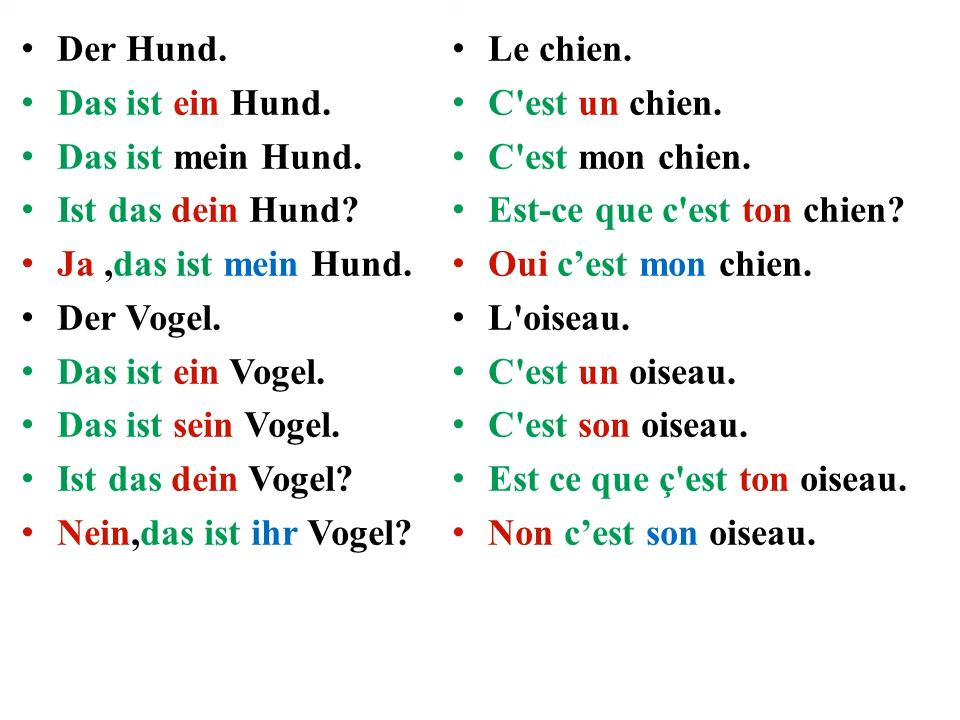 • Der Hund.
• Das ist ein Hund.
• Das ist mein Hund.
• Ist das dein Hund?
• Ja ,das ist mein Hund.
• Der Vogel.
• Das ist ein Vogel.
• Das ist sein Vogel.
• Ist das dein Vogel?
• Nein,das ist ihr Vogel?
• Le chien.
• C'est un chien.
• C'est mon chien.
• Est-ce que c'est ton chien?
• Oui c’est mon chien.
• L'oiseau.
• C'est un oiseau.
• C'est son oiseau.
• Est ce que ç'est ton oiseau.
• Non c’est son oiseau.